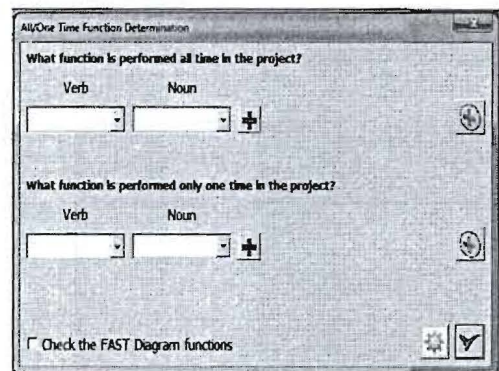 All/One Time Function Determination
What function is performed all time in the project?
Verb Noun
What function is performed only one time in the project?
Verb Noun
Check the FAST Diagram functions